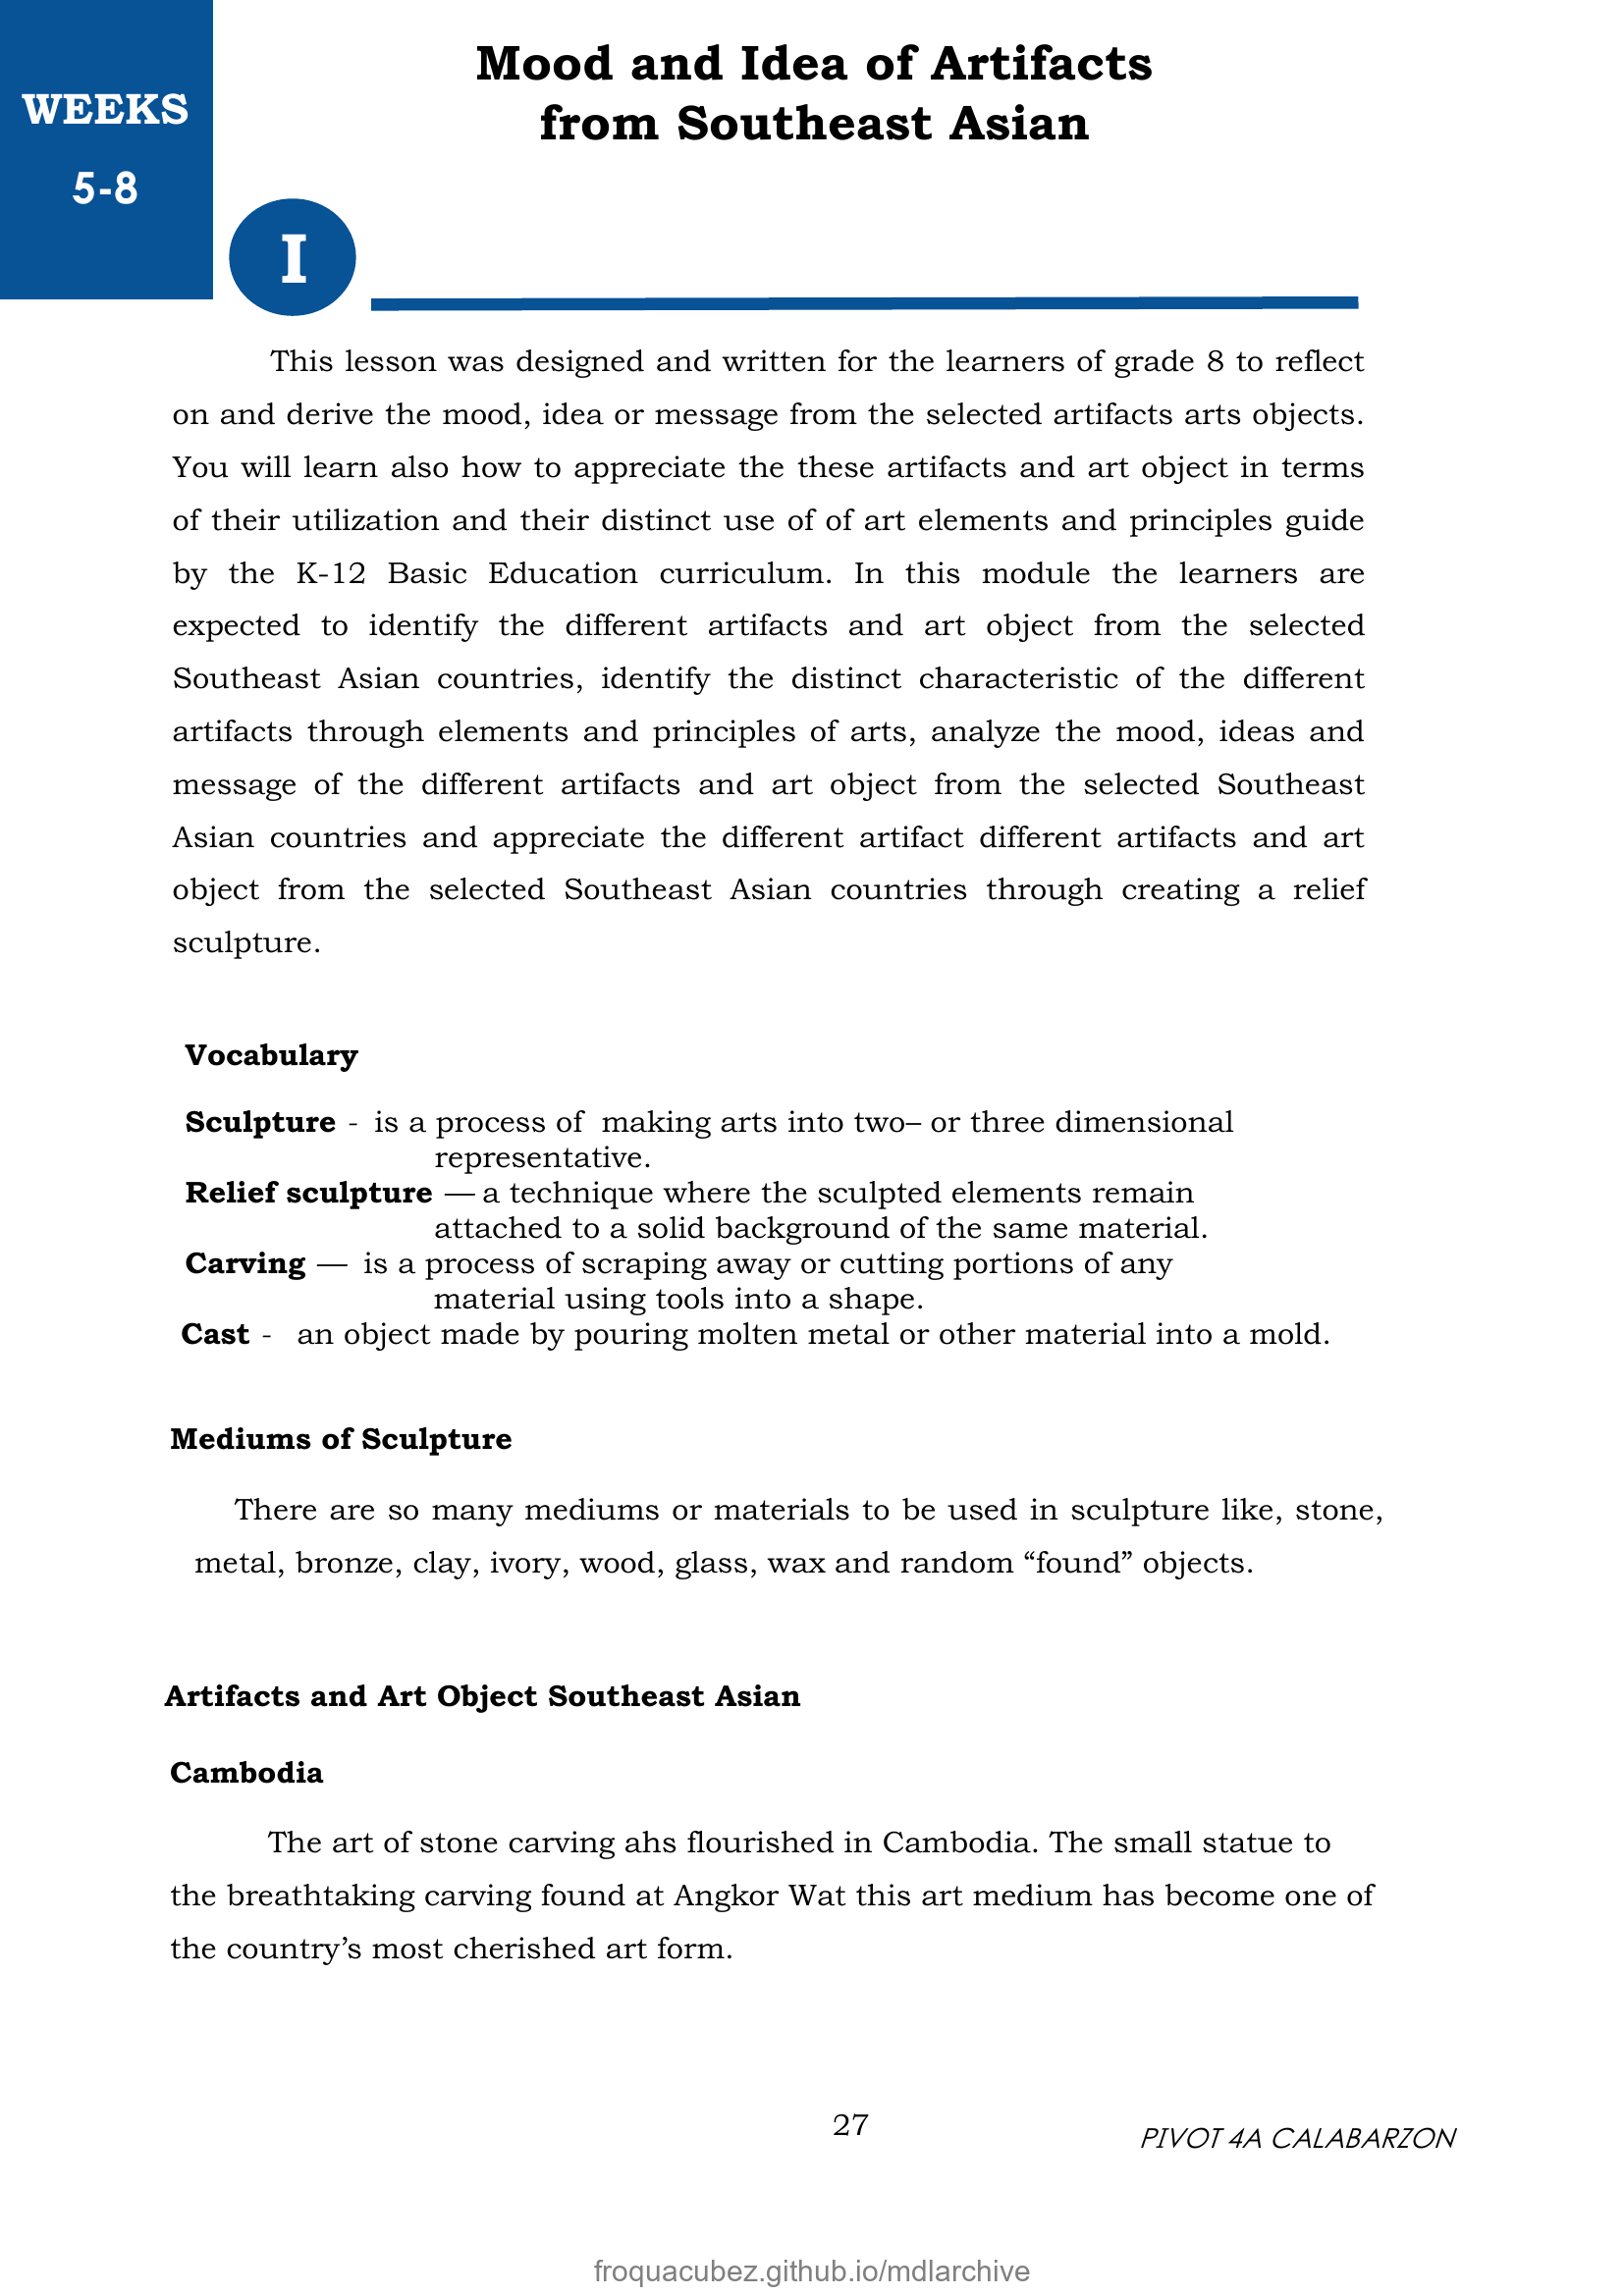 WEEKS
5-8
Mood and Idea of Artifacts
from Southeast Asian
I
This lesson was designed and written for the learners of grade 8 to reflect
on and derive the mood, idea or message from the selected artifacts arts objects.
You will learn also how to appreciate the these artifacts and art object in terms
of their utilization and their distinct use of of art elements and principles guide
by the K-12 Basic Education curriculum. In this module the learners are
expected to identify the different artifacts and art object from the selected
Southeast Asian countries, identify the distinct characteristic of the different
artifacts through elements and principles of arts, analyze the mood, ideas and
message of the different artifacts and art object from the selected Southeast
Asian countries and appreciate the different artifact different artifacts and art
object from the selected Southeast Asian countries through creating a relief
sculpture.
Vocabulary
Sculpture - is a process of making arts into two– or three dimensional
representative.
Relief sculpture — a technique where the sculpted elements remain
attached to a solid background of the same material.
Carving — is a process of scraping away or cutting portions of any
material using tools into a shape.
Cast - an object made by pouring molten metal or other material into a mold.
Mediums of Sculpture
There are so many mediums or materials to be used in sculpture like, stone,
metal, bronze, clay, ivory, wood, glass, wax and random “found” objects.
Artifacts and Art Object Southeast Asian
Cambodia
The art of stone carving ahs flourished in Cambodia. The small statue to
the breathtaking carving found at Angkor Wat this art medium has become one of
the country’s most cherished art form.
27
PIVOT 4A CALABARZON
froquacubez.github.io/mdlarchive